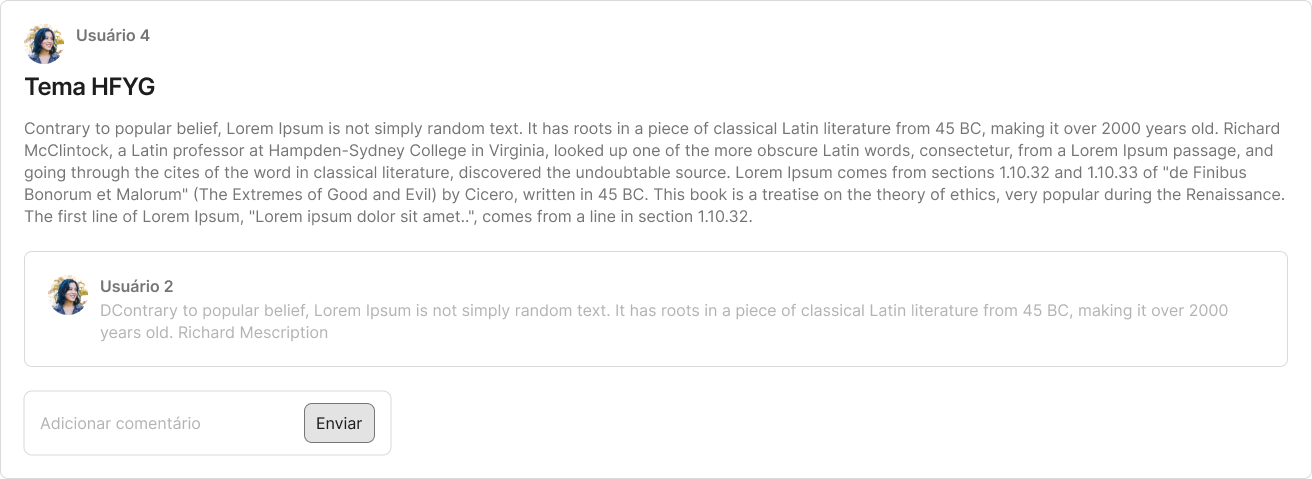 Usuário 4
Tema HFYG
Contrary to popular belief, Lorem Ipsum is not simply random text. It has roots in a piece of classical Latin literature from 45 BC, making it over 2000 years old. Richard
McClintock, a Latin professor at Hampden-Sydney College in Virginia, looked up one of the more obscure Latin words, consectetur, from a Lorem Ipsum passage, and
going through the cites of the word in classical literature, discovered the undoubtable source. Lorem Ipsum comes from sections 1.10.32 and 1.10.33 of "de Finibus
Bonorum et Malorum" (The Extremes of Good and Evil) by Cicero, written in 45 BC. This book is a treatise on the theory of ethics, very popular during the Renaissance.
The first line of Lorem Ipsum, "Lorem ipsum dolor sit amet..", comes from a line in section 1.10.32.
Usuário 2
DContrary to popular belief, Lorem Ipsum is not simply random text. It has roots in a piece of classical Latin literature from 45 BC, making it over 2000
years old. Richard Mescription
Adicionar comentário
Enviar